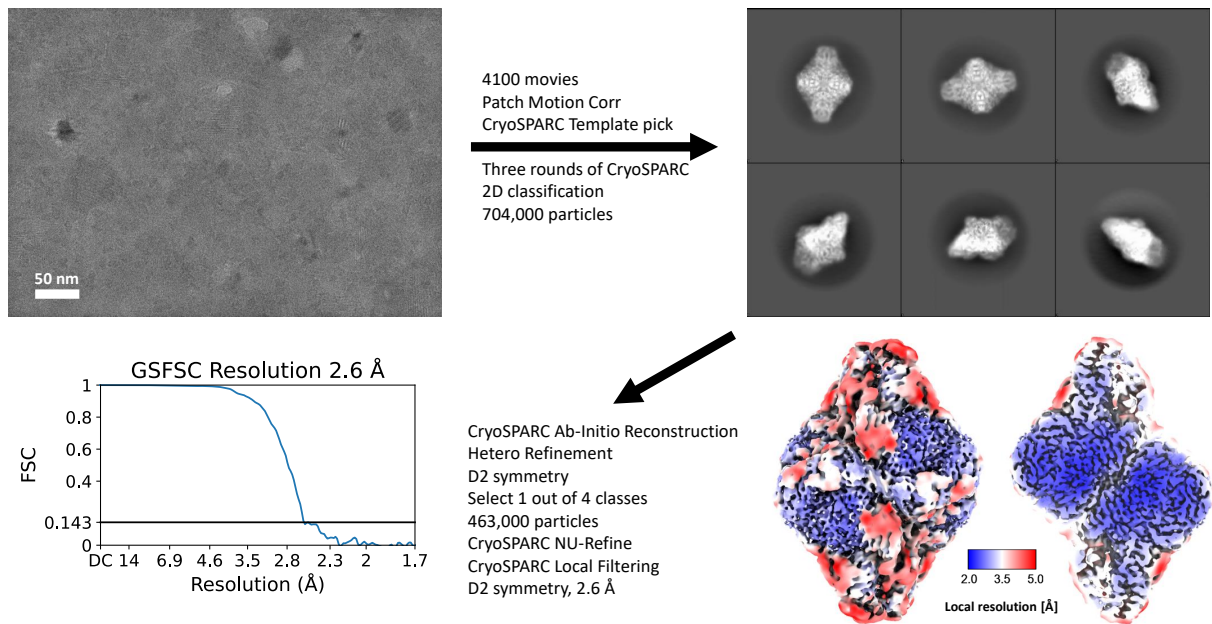 50 nm
4100 movies
Patch Motion Corr
CryoSPARC Template pick
Three rounds of CryoSPARC
2D classification
704,000 particles
GSFSC Resolution 2.6 Å
FSC
1
0.8
0.6
0.4
0.143
0
DC 14 6.9 4.6 3.5 2.8 2.3 2 1.7
Resolution (Å)
CryoSPARC Ab-Initio Reconstruction
Hetero Refinement
D2 symmetry
Select 1 out of 4 classes
463,000 particles
CryoSPARC NU-Refine
CryoSPARC Local Filtering
D2 symmetry, 2.6 Å
2.0 3.5 5.0
Local resolution [Å]